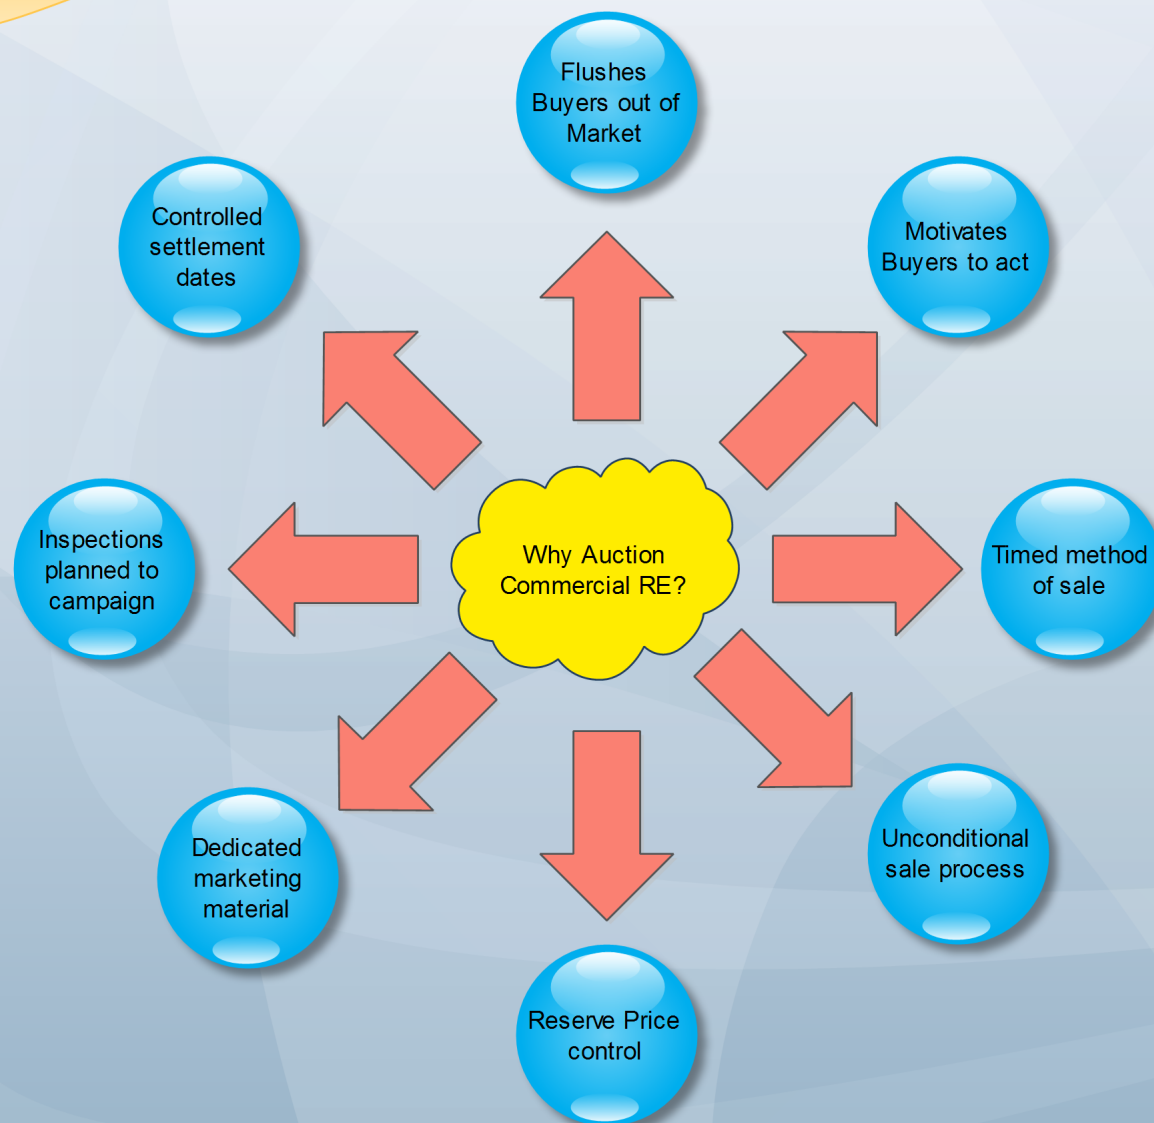 Flushes
Buyers out of
Market
Controlled
settlement
dates
Motivates
Buyers to act
Inspections
planned to
campaign
Why Auction
Commercial RE?
Timed method
of sale
Dedicated
marketing
material
Unconditional
sale process
Reserve Price
control